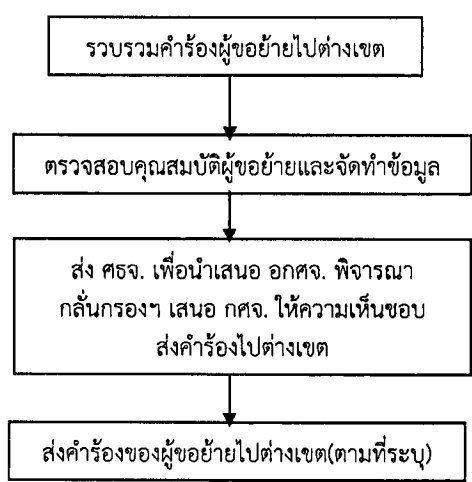 รวบรวมคำร้องผู้ขอย้ายไปต่างเขต
ตรวจสอบคุณสมบัติผู้ขอย้ายและจัดทำข้อมูล
ส่ง ศธจ. เพื่อนำเสนอ อกศจ. พิจารณา
กลั่นกรองฯ เสนอ กศจ. ให้ความเห็นชอบ
ส่งคำร้องไปต่างเขต
ส่งคำร้องของผู้ขอย้ายไปต่างเขต(ตามที่ระบุ)